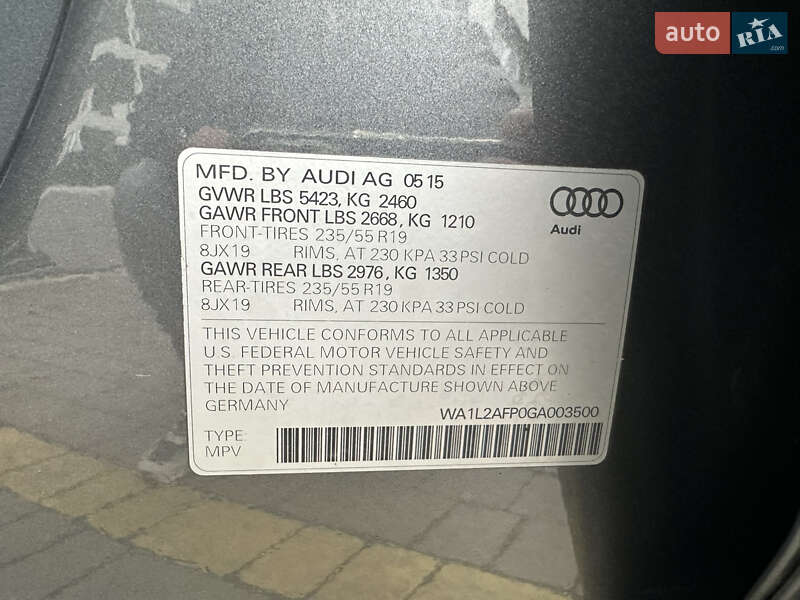 auto RIA .com
MFD. BY AUDI AG 0515
GVWR LBS 5423, KG 2460
GAWR FRONT LBS 2668, KG 1210
FRONT-TIRES 235/55 R19
8JX19 RIMS, AT 230 KPA 33 PSI COLD
GAWR REAR LBS 2976, KG 1350
REAR-TIRES 235/55 R19
8JX19 RIMS, AT 230 KPA 33 PSI COLD
Audi
THIS VEHICLE CONFORMS TO ALL APPLICABLE
U.S. FEDERAL MOTOR VEHICLE SAFETY AND
THEFT PREVENTION STANDARDS IN EFFECT ON
THE DATE OF MANUFACTURE SHOWN ABOVE.
GERMANY
WA1L2AFP0GA003500
TYPE:
MPV